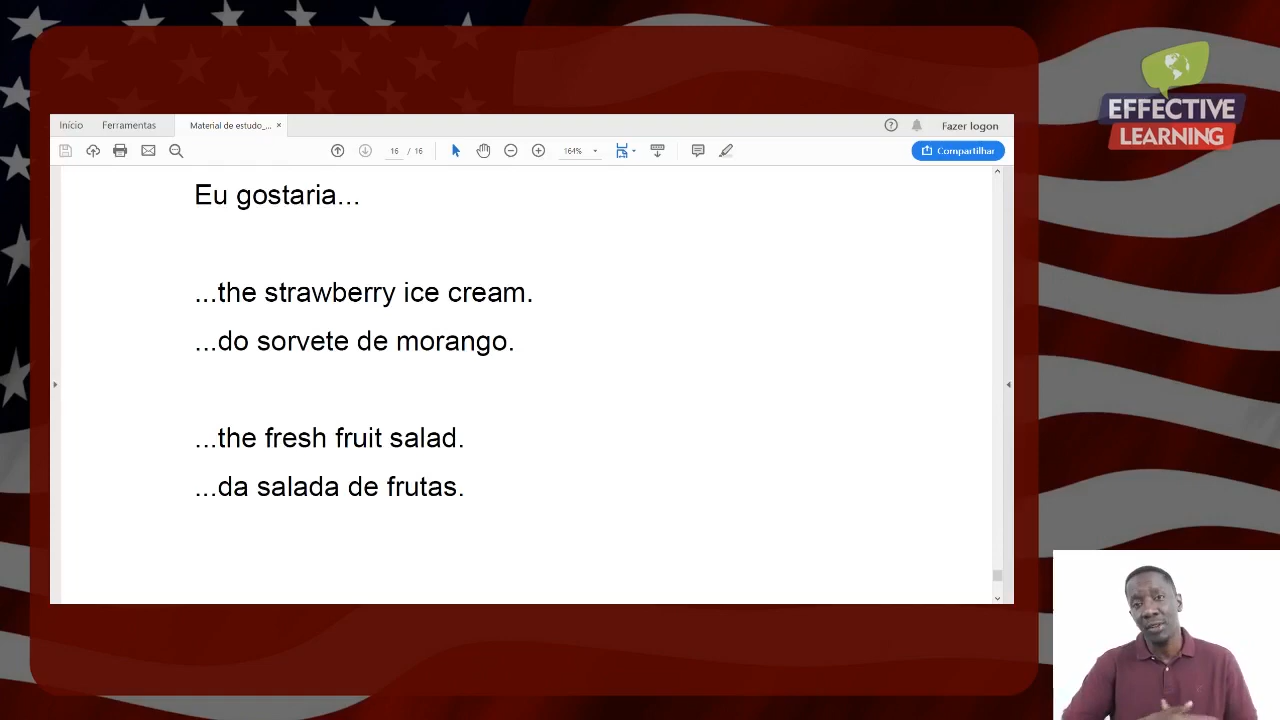 EFFECTIVE
LEARNING
Início Ferramentas Material de estudo_... × Fazer logon
16 / 16 164% Compartilhar
Eu gostaria...
...the strawberry ice cream.
...do sorvete de morango.
...the fresh fruit salad.
...da salada de frutas.